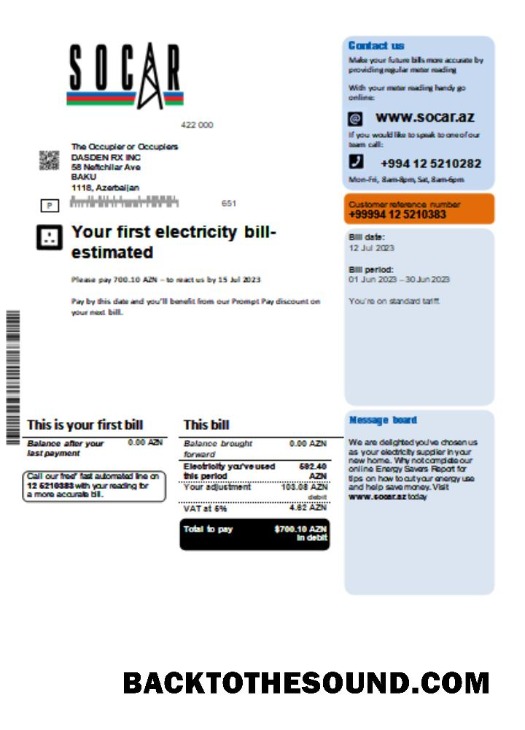 SOCAR
422 000
The Occupier or Occupiers
DASDEN RX INC
58 Neftchilar Ave
BAKU
1118, Azerbaijan
P
651
Your first electricity bill-
estimated
Please pay 700.10 AZN – to reach us by 15 Jul 2023
Pay by this date and you'll benefit from our Prompt Pay discount on
your next bill.
Contact us
Make your future bills more accurate by
providing regular meter reading
With your meter reading handy go
online:
@ www.socar.az
If you would like to speak to one of our
team call:
+994 12 5210282
Mon-Fri, 8am-8pm, Sat, 8am-6pm
Customer reference number
+99994 12 5210383
Bill date:
12 Jul 2023
Bill period:
01 Jun 2023 – 30 Jun 2023
You're on standard tariff.
This is your first bill
Balance after your 0.00 AZN
last payment
Call our free* fast automated line on
12 5210383 with your reading for
a more accurate bill.
This bill
Balance brought 0.00 AZN
forward
Electricity you've used 592.40
this period AZN
Your adjustment 103.08 AZN
debit
VAT at 5% 4.62 AZN
Total to pay $700.10 AZN
in debit
Message board
We are delighted you've chosen us
as your electricity supplier in your
new home. Why not complete our
online Energy Savers Report for
tips on how to cut your energy use
and help save money. Visit
www.socar.az today
BACKTOTHESOUND.COM